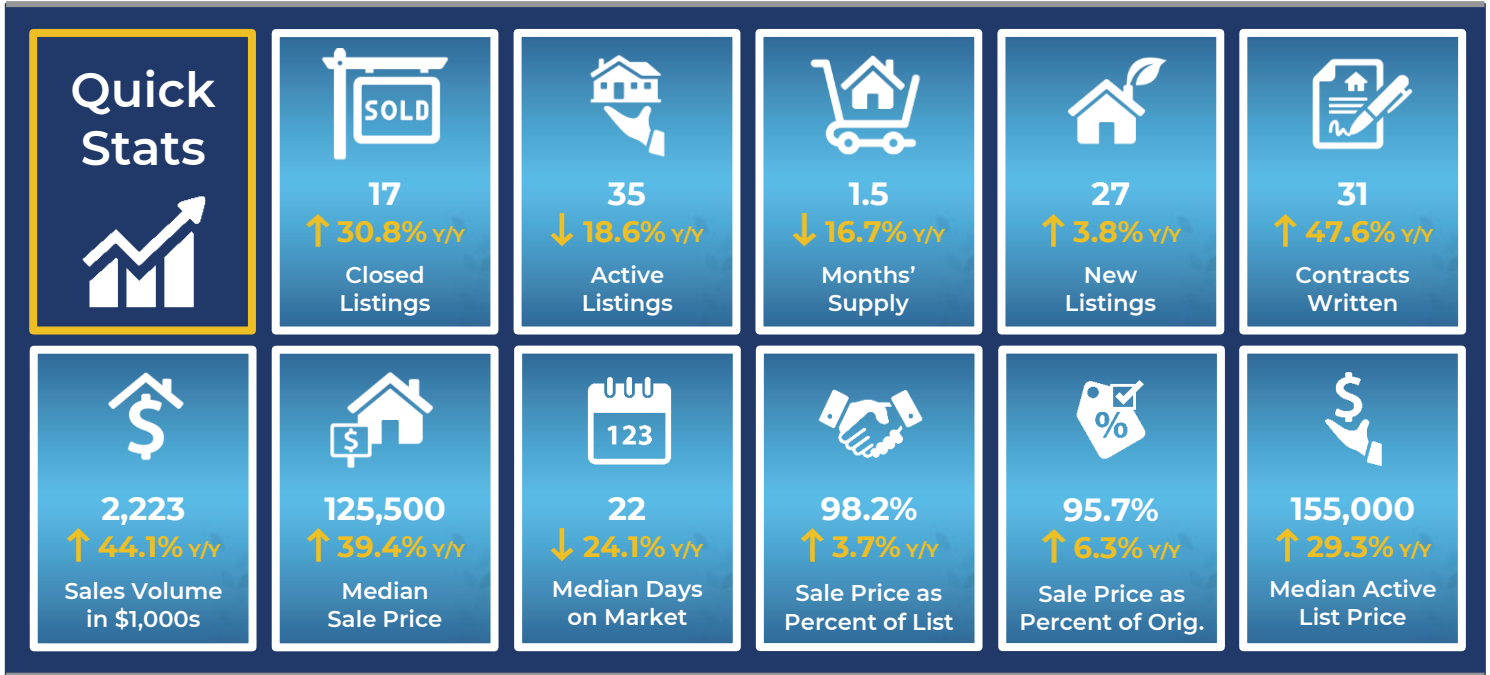 Quick
Stats
SOLD
17
↑ 30.8% Y/Y
Closed
Listings
35
↓ 18.6% Y/Y
Active
Listings
1.5
↓ 16.7% Y/Y
Months’
Supply
27
↑ 3.8% Y/Y
New
Listings
31
↑ 47.6% Y/Y
Contracts
Written
$
2,223
↑ 44.1% Y/Y
Sales Volume
in $1,000s
$
125,500
↑ 39.4% Y/Y
Median
Sale Price
123
22
↓ 24.1% Y/Y
Median Days
on Market
98.2%
↑ 3.7% Y/Y
Sale Price as
Percent of List
%
95.7%
↑ 6.3% Y/Y
Sale Price as
Percent of Orig.
$
155,000
↑ 29.3% Y/Y
Median Active
List Price